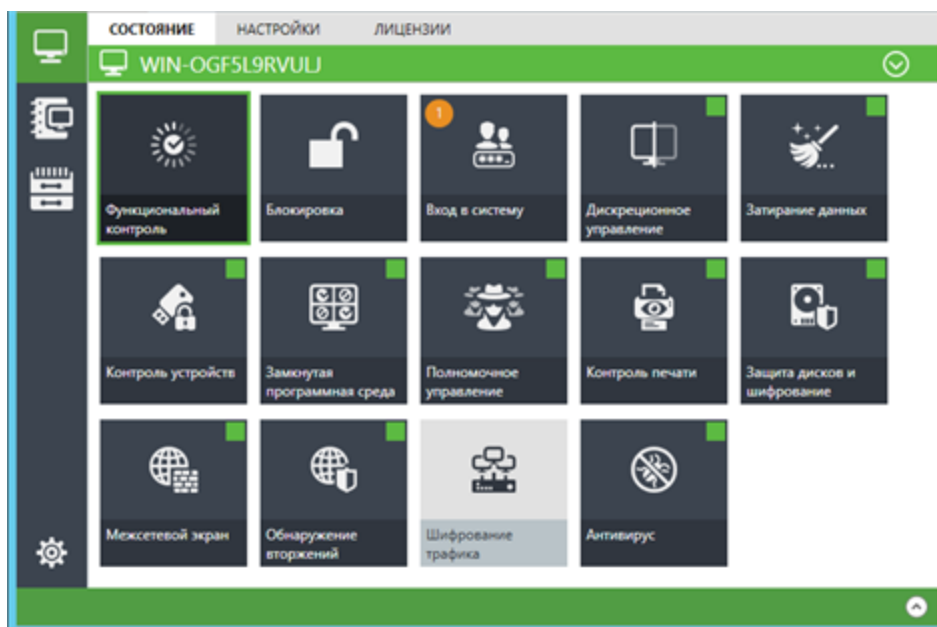 СОСТОЯНИЕ НАСТРОЙКИ ЛИЦЕНЗИИ
WIN-OGF5L9RVULJ
1
Функциональный
контроль
Блокировка
Вход в систему
Дискреционное
управление
Затирание данных
Контроль устройств
Замкнутая
программная среда
Полномочное
управление
Контроль печати
Защита дисков и
шифрование
Межсетевой экран
Обнаружение
вторжений
Шифрование
трафика
Антивирус